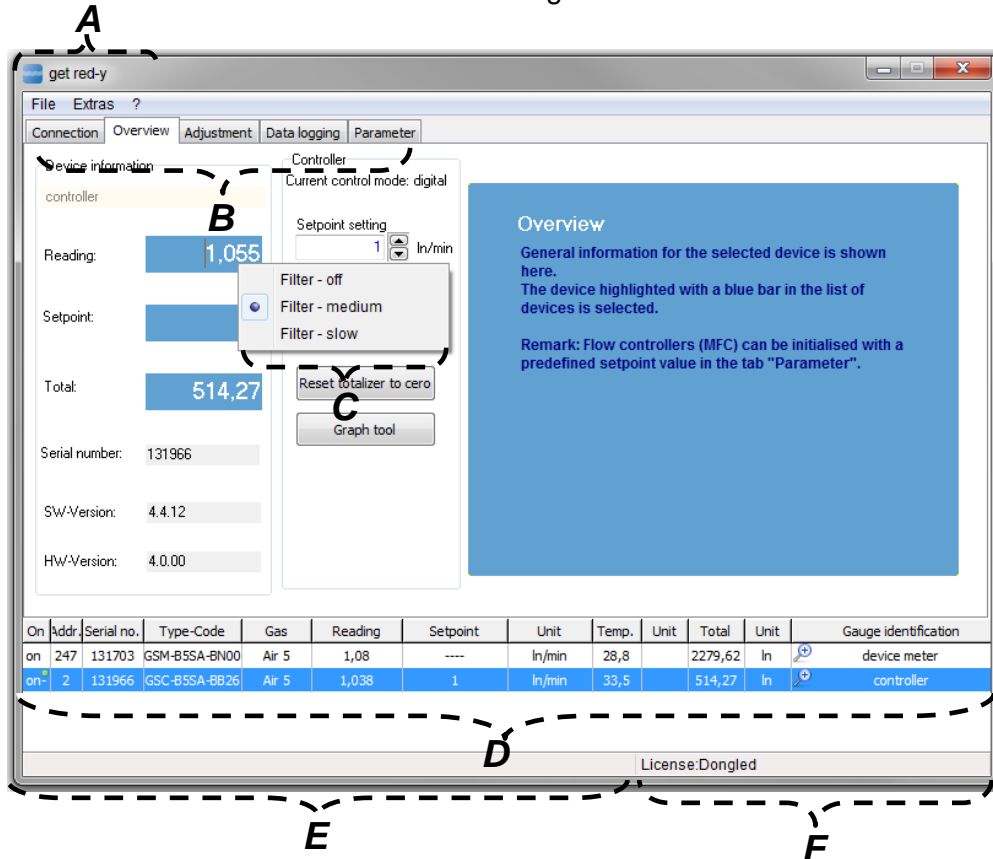 A
get red-y
File Extras ?
Connection Overview Adjustment Data logging Parameter
Device information
controller
B
Reading: 1,055
Setpoint:
Total: 514,27
Serial number: 131966
SW-Version: 4.4.12
HW-Version: 4.0.00
Controller
Current control mode: digital
Setpoint setting
1 ln/min
Filter - off
Filter - medium
Filter - slow
C
Reset totalizer to cero
Graph tool
Overview
General information for the selected device is shown
here.
The device highlighted with a blue bar in the list of
devices is selected.
Remark: Flow controllers (MFC) can be initialised with a
predefined setpoint value in the tab "Parameter".
On Addr. Serial no. Type-Code Gas Reading Setpoint Unit Temp. Unit Total Unit Gauge identification
on 247 131703 GSM-B5SA-BN00 Air 5 1,08 ---- ln/min 28,8 2279,62 ln device meter
on- 2 131966 GSC-B5SA-BB26 Air 5 1,038 1 ln/min 33,5 514,27 ln controller
D
License:Dongled
E
F